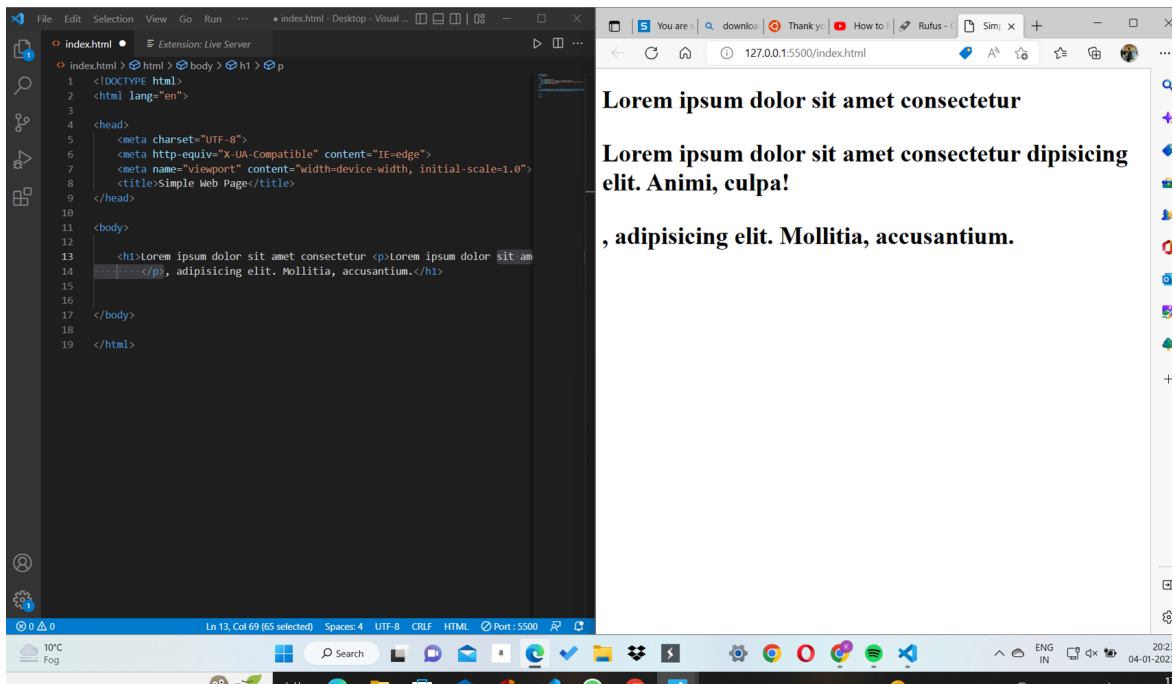 File Edit Selection View Go Run ··· ● index.html - Desktop - Visual ...
index.html ● Extension: Live Server
index.html > html > body > h1 > p
1 <!DOCTYPE html>
2 <html lang="en">
3
4 <head>
5 <meta charset="UTF-8">
6 <meta http-equiv="X-UA-Compatible" content="IE=edge">
7 <meta name="viewport" content="width=device-width, initial-scale=1.0">
8 <title>Simple Web Page</title>
9 </head>
10
11 <body>
12
13 <h1>Lorem ipsum dolor sit amet consectetur <p>Lorem ipsum dolor sit am
14 </p>, adipisicing elit. Mollitia, accusantium.</h1>
15
16
17 </body>
18
19 </html>
0 0 Ln 13, Col 69 (65 selected) Spaces: 4 UTF-8 CRLF HTML Port : 5500
You are s downloa Thank yo How to Rufus - C Simp
127.0.0.1:5500/index.html
Lorem ipsum dolor sit amet consectetur
Lorem ipsum dolor sit amet consectetur dipisicing
elit. Animi, culpa!
, adipisicing elit. Mollitia, accusantium.
10°C
Fog
Search
ENG
IN
20:2
04-01-202